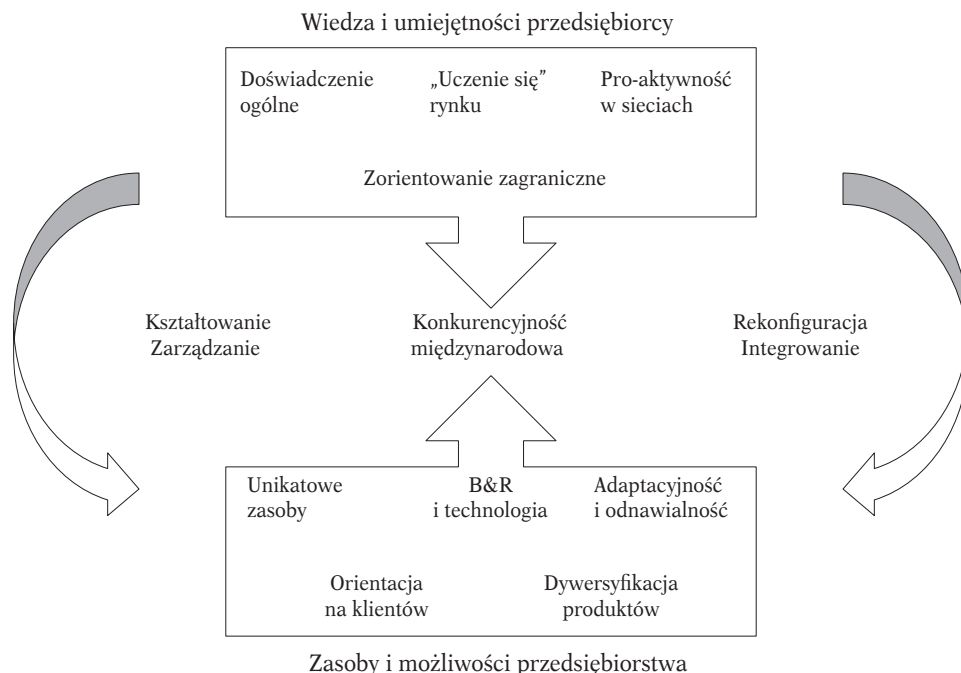 Wiedza i umiejętności przedsiębiorcy
Doświadczenie
ogólne
„Uczenie się”
rynku
Pro-aktywność
w sieciach
Zorientowanie zagraniczne
Kształtowanie
Zarządzanie
Konkurencyjność
międzynarodowa
Rekonfiguracja
Integrowanie
Unikatowe
zasoby
B&R
i technologia
Adaptacyjność
i odnawialność
Orientacja
na klientów
Dywersyfikacja
produktów
Zasoby i możliwości przedsiębiorstwa